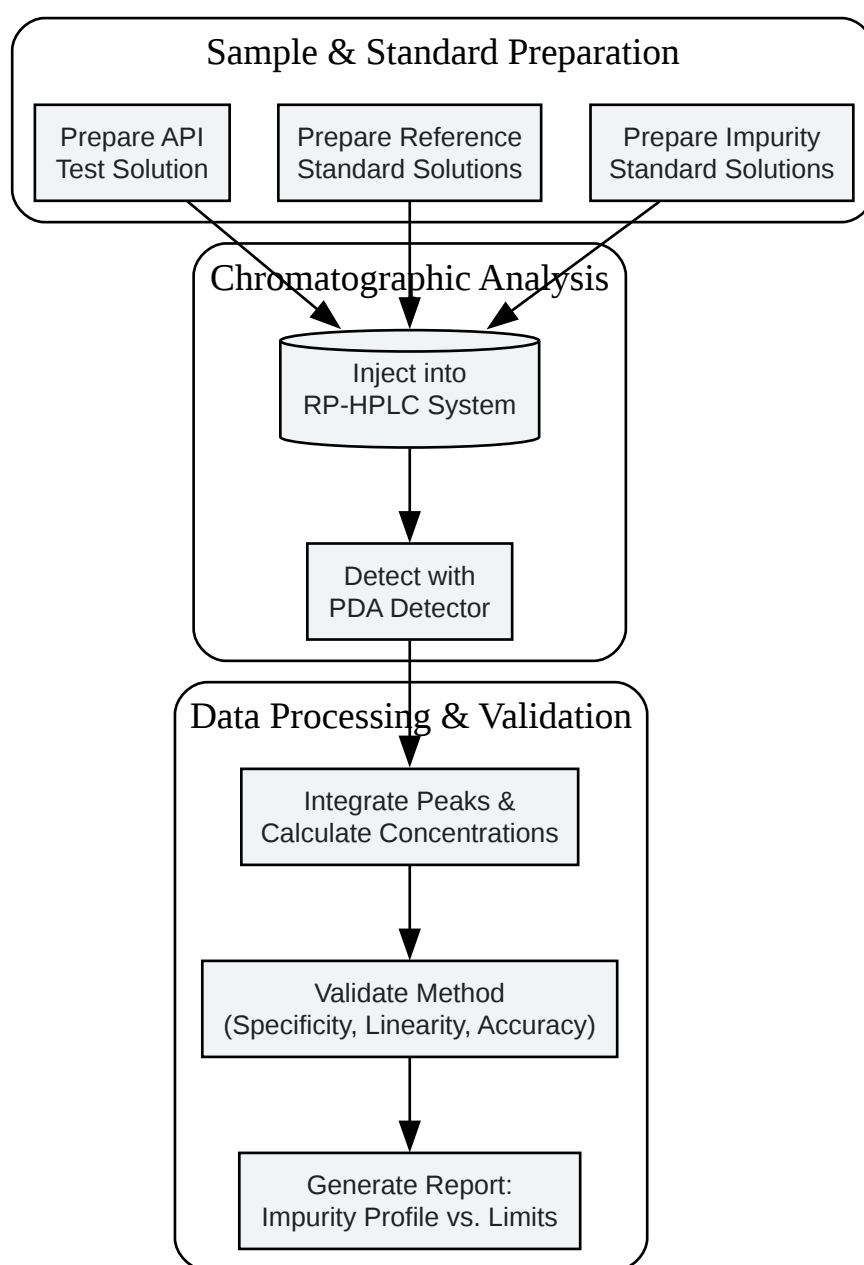 Sample & Standard Preparation
Prepare API
Test Solution
Prepare Reference
Standard Solutions
Prepare Impurity
Standard Solutions
Chromatographic Analysis
Inject into
RP-HPLC System
Detect with
PDA Detector
Data Processing & Validation
Integrate Peaks &
Calculate Concentrations
Validate Method
(Specificity, Linearity, Accuracy)
Generate Report:
Impurity Profile vs. Limits